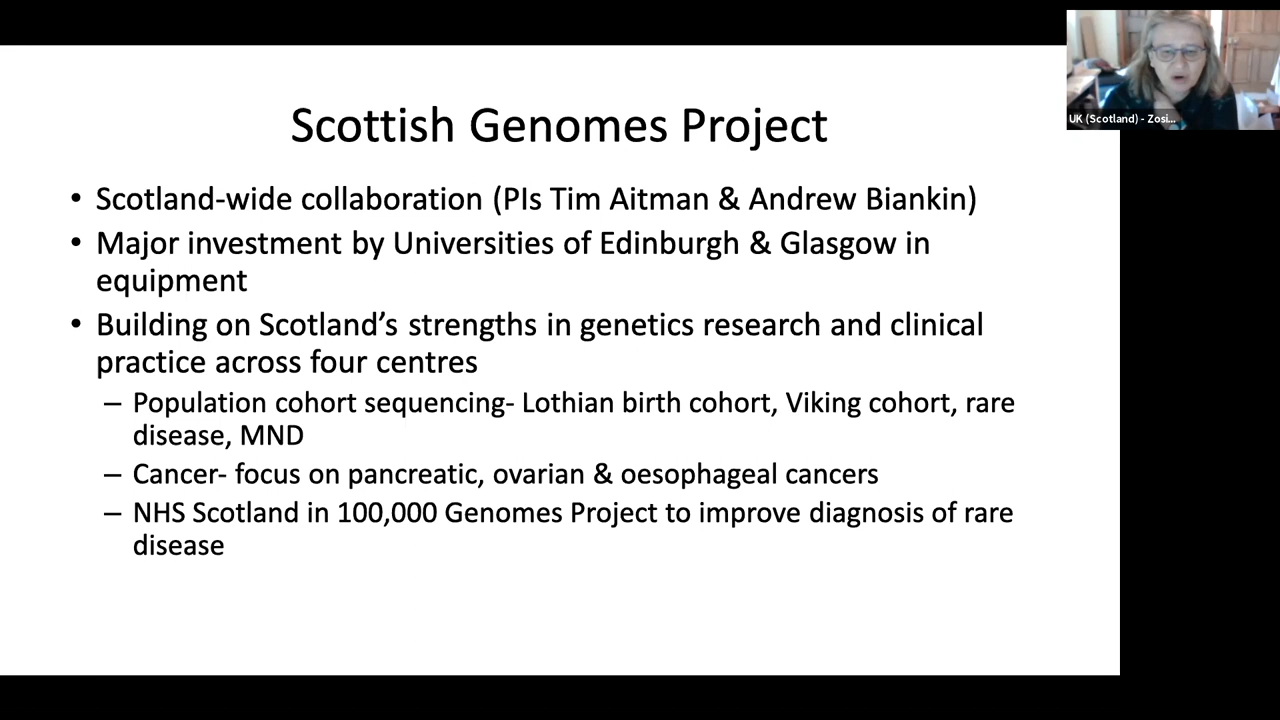 Scottish Genomes Project
• Scotland-wide collaboration (PIs Tim Aitman & Andrew Biankin)
• Major investment by Universities of Edinburgh & Glasgow in
equipment
• Building on Scotland’s strengths in genetics research and clinical
practice across four centres
– Population cohort sequencing- Lothian birth cohort, Viking cohort, rare
disease, MND
– Cancer- focus on pancreatic, ovarian & oesophageal cancers
– NHS Scotland in 100,000 Genomes Project to improve diagnosis of rare
disease
UK (Scotland) - Zosi...